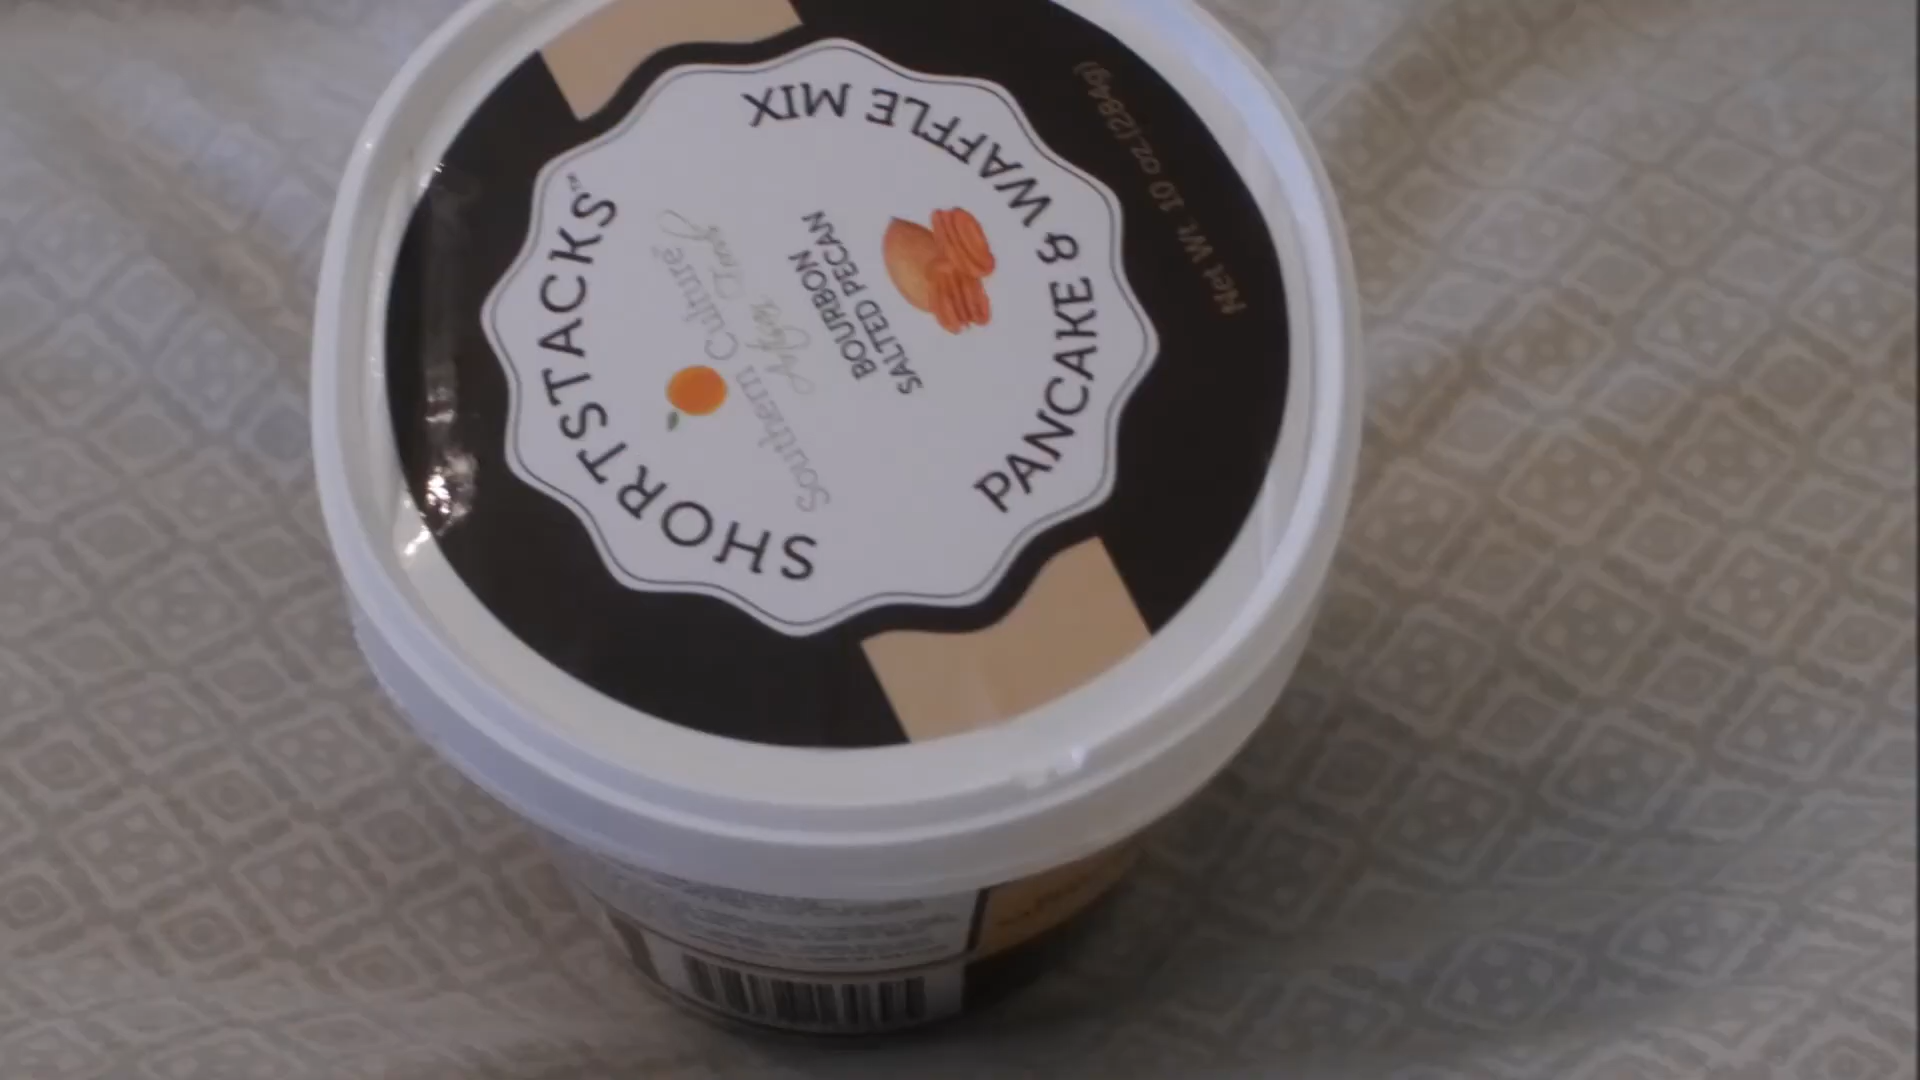 SHORTSTACKS™
Southern Culture
Artisan Foods
BOURBON
SALTED PECAN
PANCAKE & WAFFLE MIX
Net Wt. 10 oz.(284g)